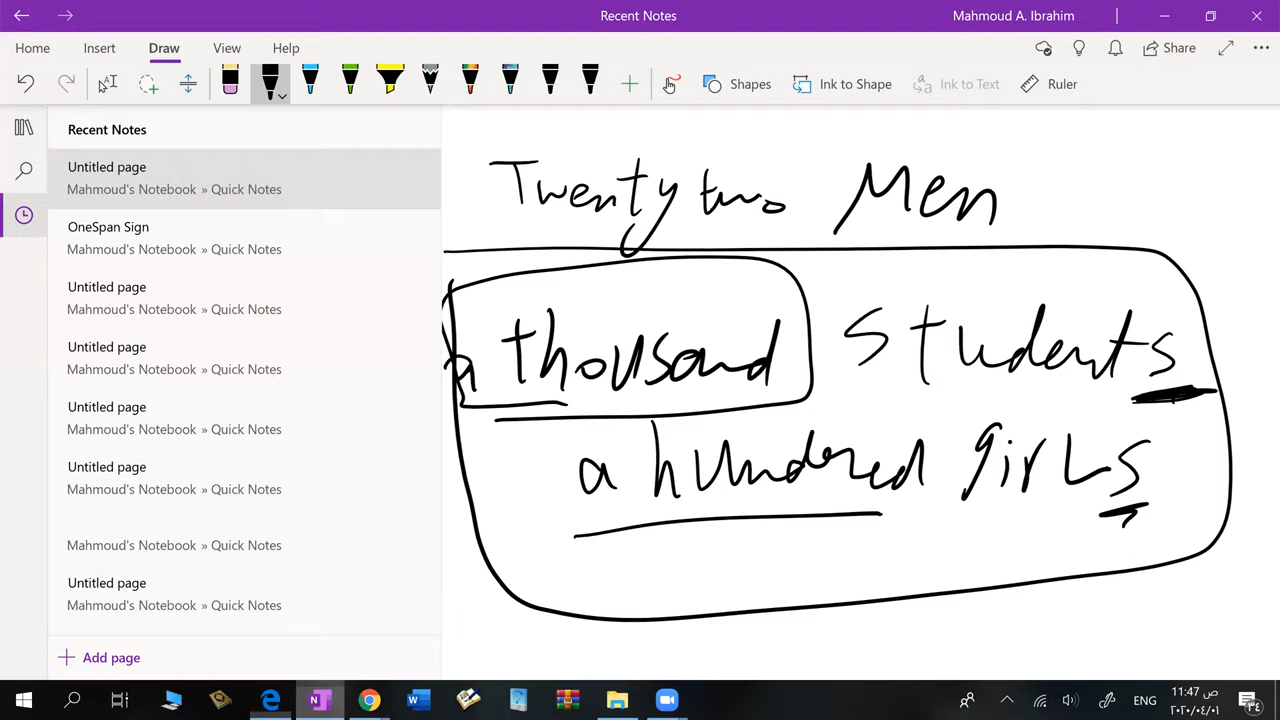 Recent Notes
Mahmoud A. Ibrahim
Home Insert Draw View Help
Share
Shapes Ink to Shape Ink to Text Ruler
Recent Notes
Untitled page
Mahmoud's Notebook » Quick Notes
OneSpan Sign
Mahmoud's Notebook » Quick Notes
Untitled page
Mahmoud's Notebook » Quick Notes
Untitled page
Mahmoud's Notebook » Quick Notes
Untitled page
Mahmoud's Notebook » Quick Notes
Untitled page
Mahmoud's Notebook » Quick Notes
Mahmoud's Notebook » Quick Notes
Untitled page
Mahmoud's Notebook » Quick Notes
Add page
Twenty two Men
a thousand students
a hundred girls
ENG
11:47 ص
٢٠٢٠/٠٤/٠١
٣٤